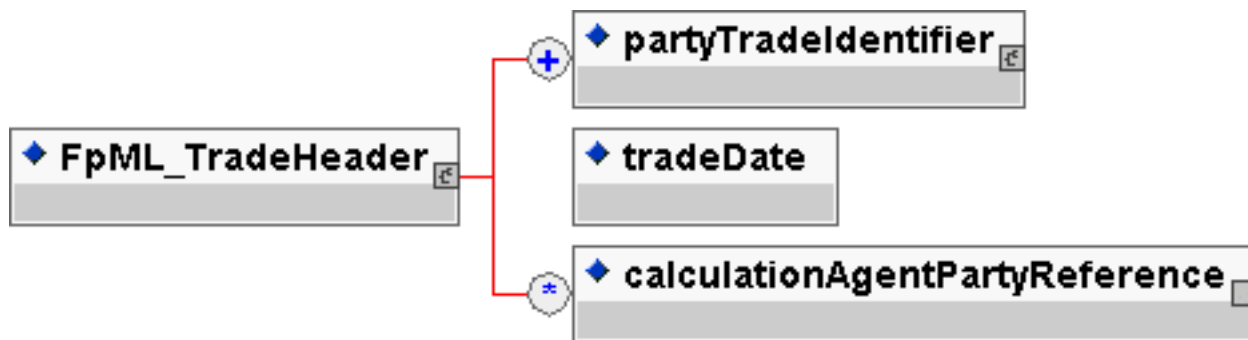 partyTradeIdentifier
+
FpML_TradeHeader
tradeDate
*
calculationAgentPartyReference